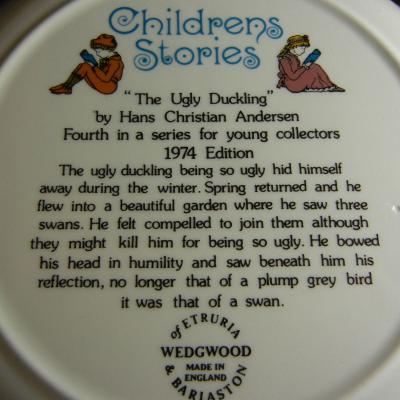 Childrens
Stories
"The Ugly Duckling"
by Hans Christian Andersen
Fourth in a series for young collectors
1974 Edition
The ugly duckling being so ugly hid himself
away during the winter. Spring returned and he
flew into a beautiful garden where he saw three
swans. He felt compelled to join them although
they might kill him for being so ugly. He bowed
his head in humility and saw beneath him his
reflection, no longer that of a plump grey bird
it was that of a swan.
of ETRURIA
WEDGWOOD
MADE IN
ENGLAND
& BARLASTON